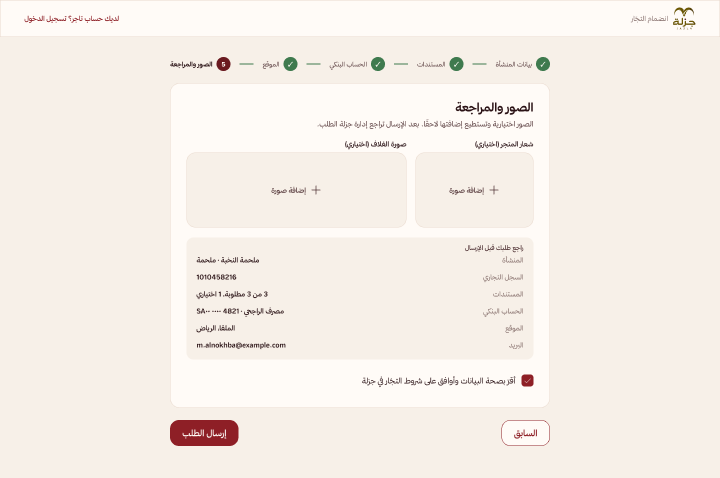 جزلة
JAZLA
انضمام التجار
لديك حساب تاجر؟ تسجيل الدخول
✓ بيانات المنشأة
✓ المستندات
✓ الحساب البنكي
✓ الموقع
5 الصور والمراجعة
الصور والمراجعة
الصور اختيارية وتستطيع إضافتها لاحقًا. بعد الإرسال تراجع إدارة جزلة الطلب.
شعار المتجر (اختياري)
صورة الغلاف (اختياري)
+ إضافة صورة
+ إضافة صورة
راجع طلبك قبل الإرسال
المنشأة ملحمة النخبة · ملحمة
السجل التجاري 1010458216
المستندات 3 من 3 مطلوبة، 1 اختياري
الحساب البنكي مصرف الراجحي · SA•• •••• 4821
الموقع الملقا، الرياض
البريد m.alnokhba@example.com
أقرّ بصحة البيانات وأوافق على شروط التجّار في جزلة
السابق
إرسال الطلب